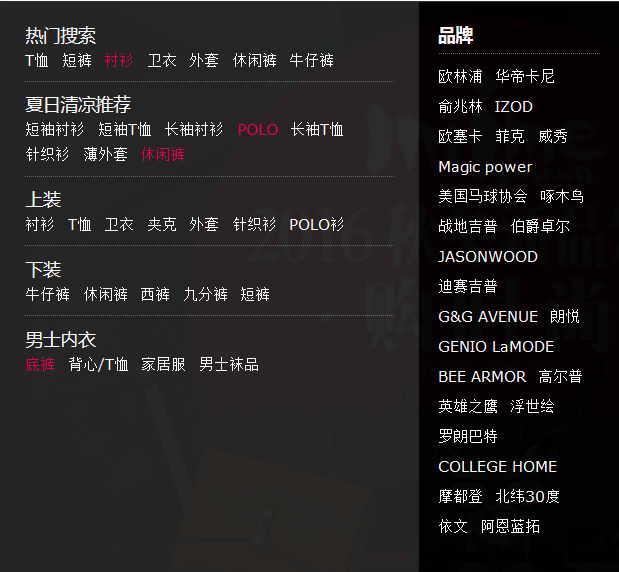 热门搜索
T恤 短裤 衬衫 卫衣 外套 休闲裤 牛仔裤
夏日清凉推荐
短袖衬衫 短袖T恤 长袖衬衫 POLO 长袖T恤
针织衫 薄外套 休闲裤
上装
衬衫 T恤 卫衣 夹克 外套 针织衫 POLO衫
下装
牛仔裤 休闲裤 西裤 九分裤 短裤
男士内衣
底裤 背心/T恤 家居服 男士袜品
品牌
欧林浦 华帝卡尼
俞兆林 IZOD
欧塞卡 菲克 威秀
Magic power
美国马球协会 啄木鸟
战地吉普 伯爵卓尔
JASONWOOD
迪赛吉普
G&G AVENUE 朗悦
GENIO LaMODE
BEE ARMOR 高尔普
英雄之鹰 浮世绘
罗朗巴特
COLLEGE HOME
摩都登 北纬30度
依文 阿恩蓝拓